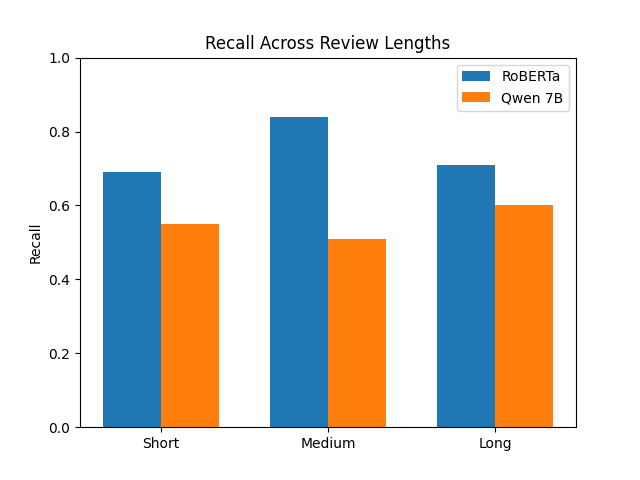 Recall Across Review Lengths
RoBERTa
Qwen 7B
Recall
1.0
0.8
0.6
0.4
0.2
0.0
Short
Medium
Long